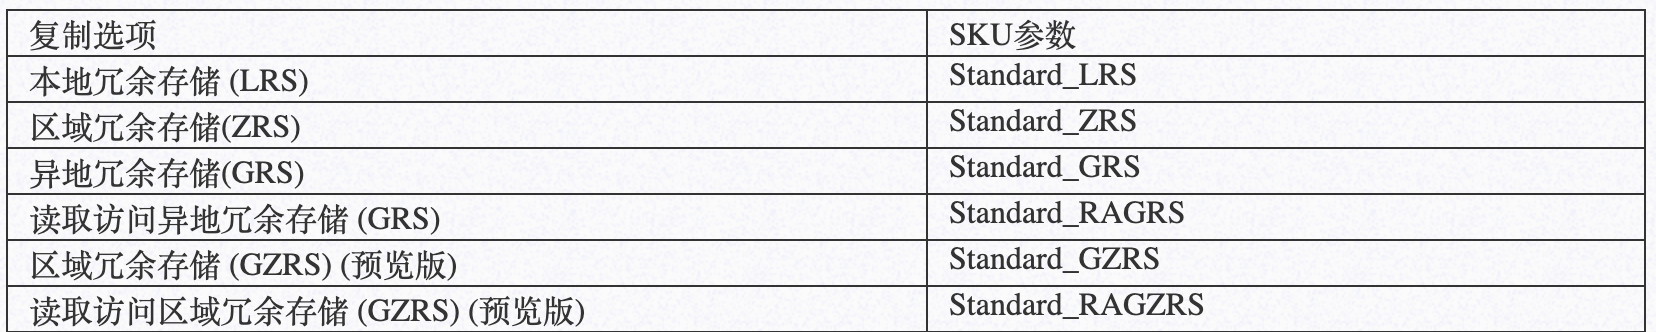 复制选项 SKU参数
本地冗余存储 (LRS) Standard_LRS
区域冗余存储(ZRS) Standard_ZRS
异地冗余存储(GRS) Standard_GRS
读取访问异地冗余存储 (GRS) Standard_RAGRS
区域冗余存储 (GZRS) (预览版) Standard_GZRS
读取访问区域冗余存储 (GZRS) (预览版) Standard_RAGZRS